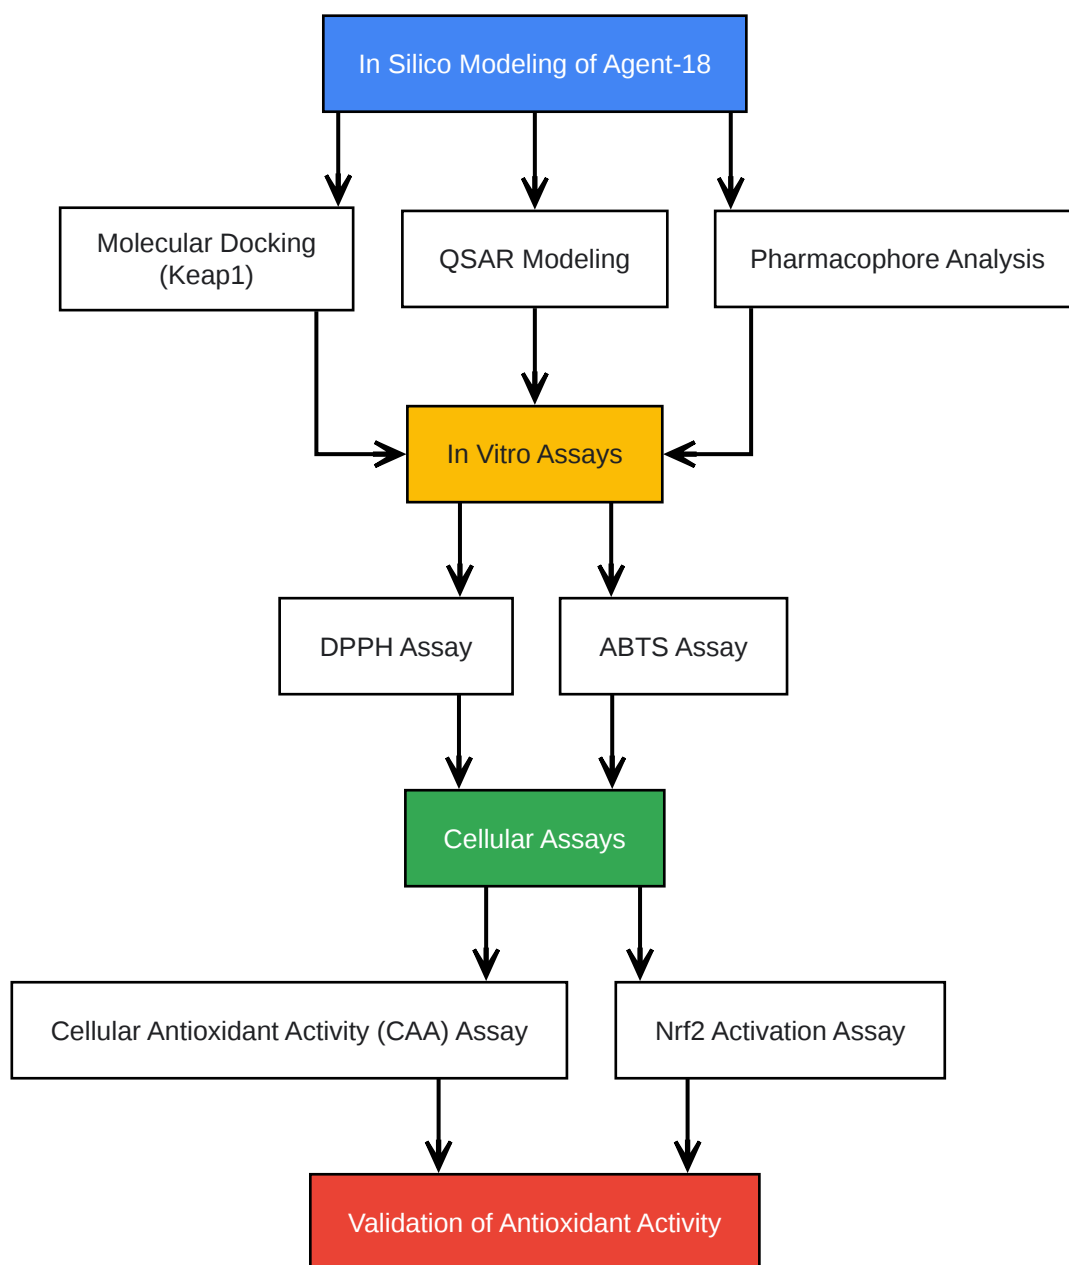 In Silico Modeling of Agent-18
Molecular Docking
(Keap1)
QSAR Modeling
Pharmacophore Analysis
In Vitro Assays
DPPH Assay
ABTS Assay
Cellular Assays
Cellular Antioxidant Activity (CAA) Assay
Nrf2 Activation Assay
Validation of Antioxidant Activity